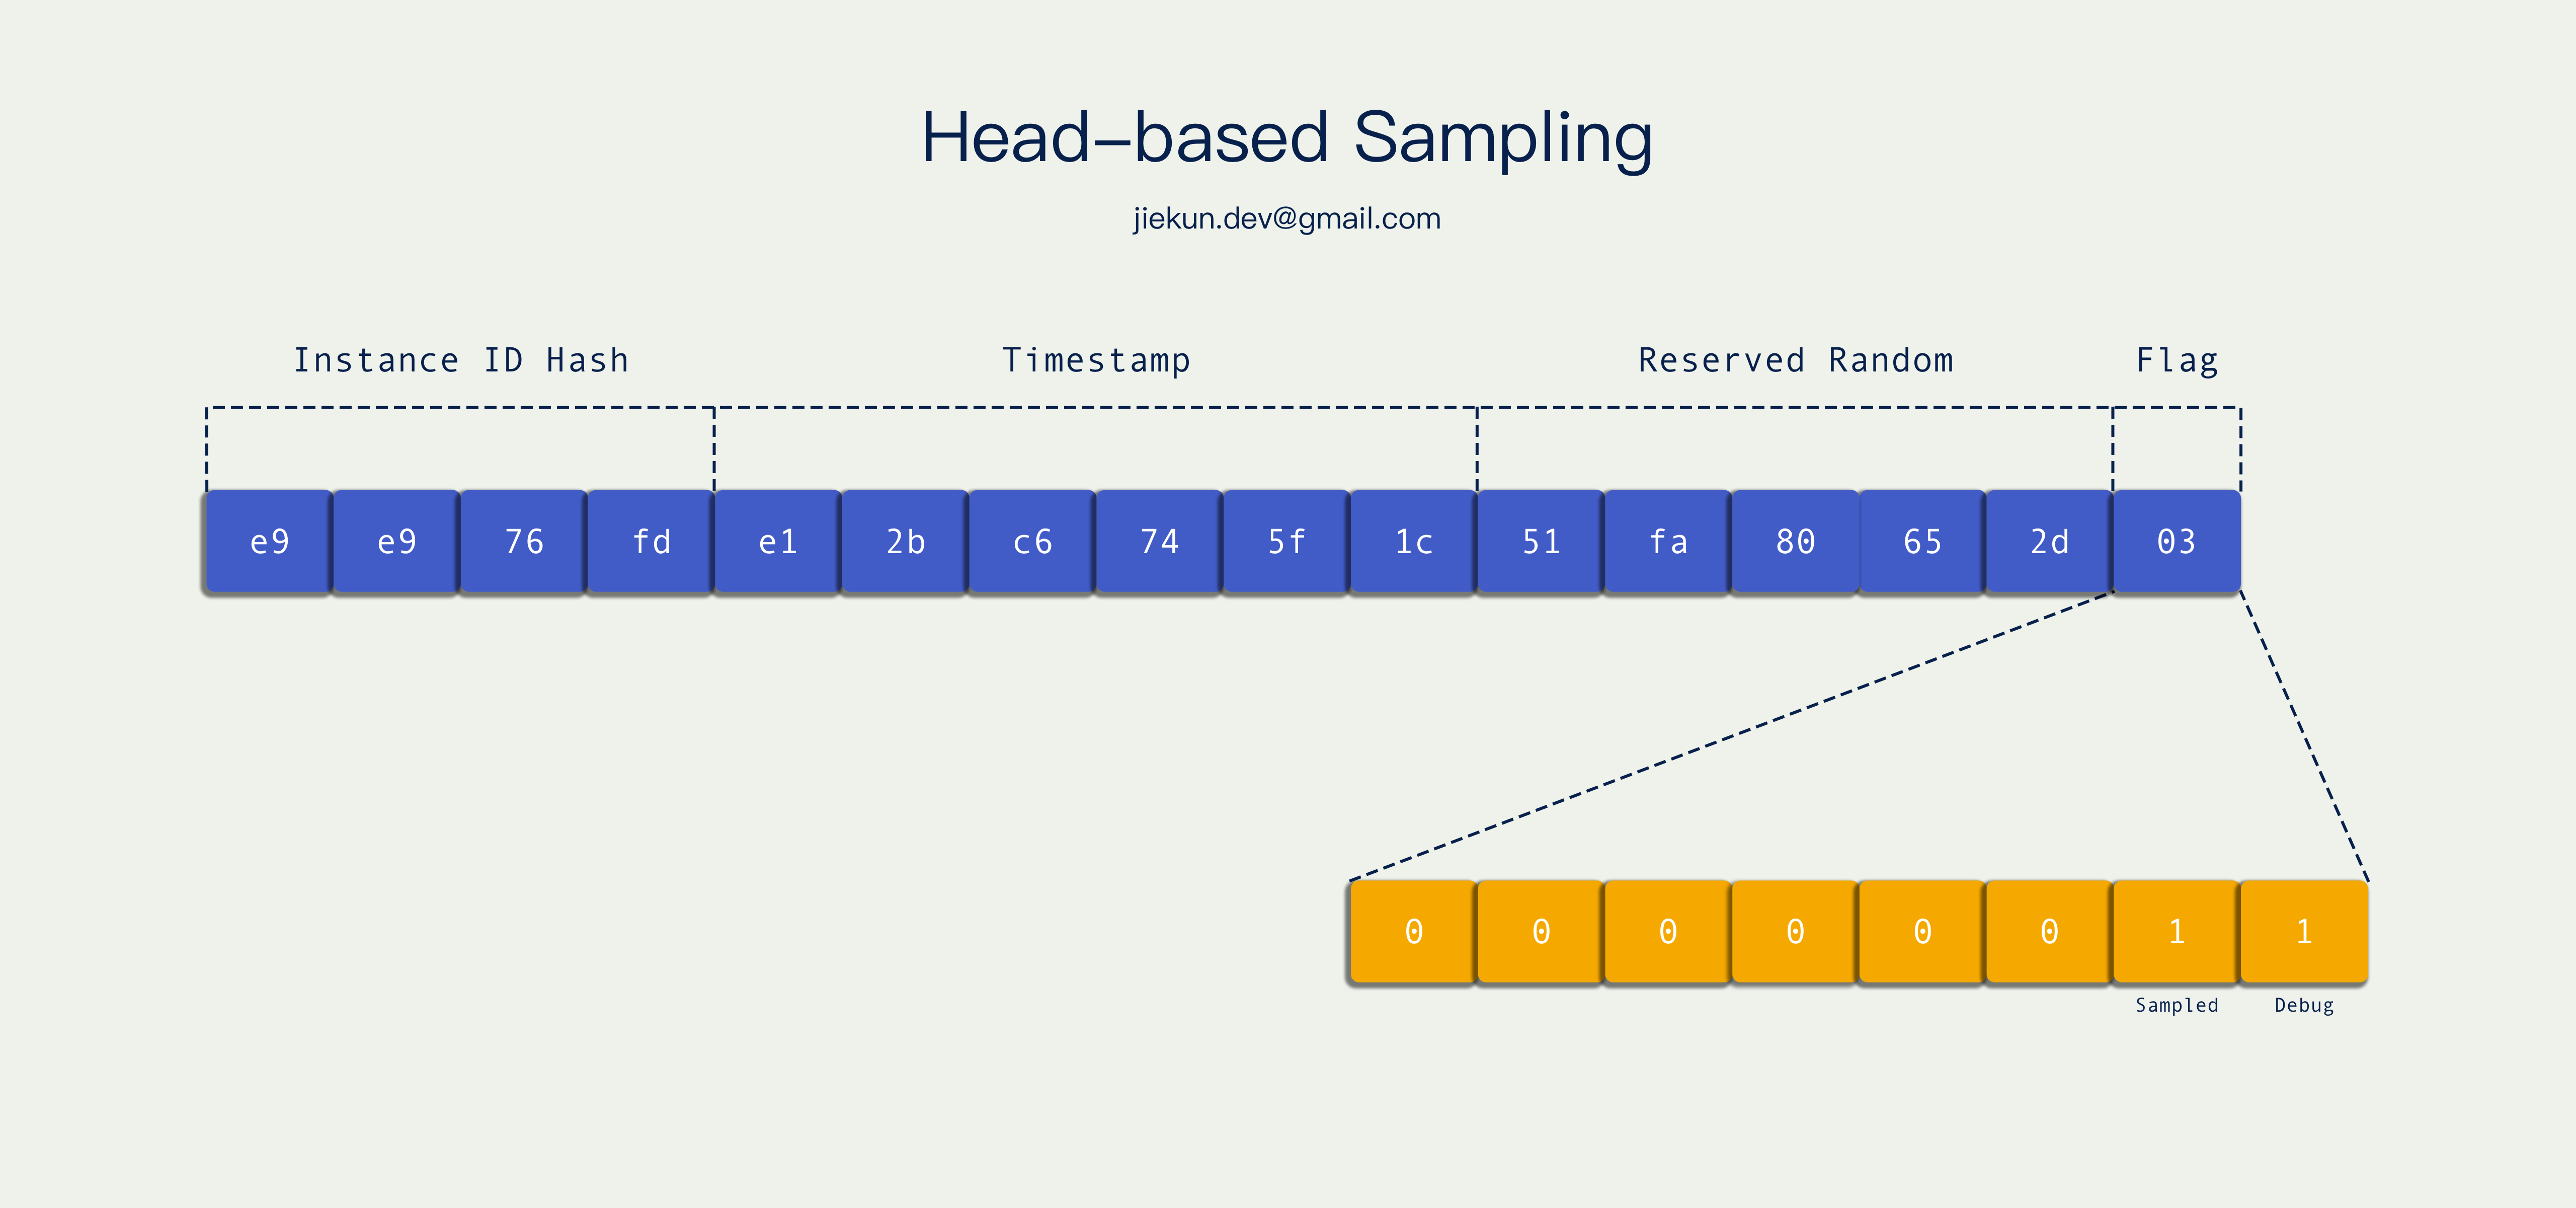 Head-based Sampling
jiekun.dev@gmail.com
Instance ID Hash Timestamp Reserved Random Flag
e9 e9 76 fd e1 2b c6 74 5f 1c 51 fa 80 65 2d 03
0 0 0 0 0 0 1 1
Sampled Debug